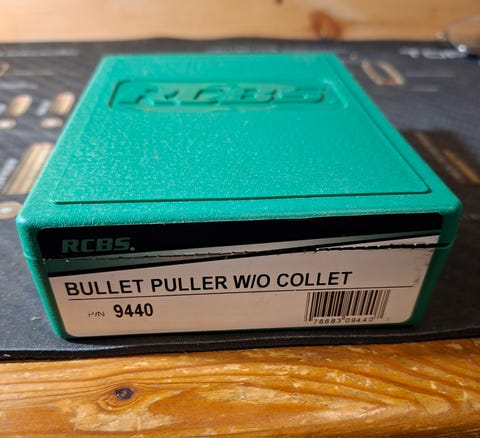 RCBS
RCBS.
BULLET PULLER W/O COLLET
P/N 9440
76683 09440